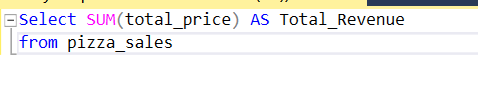 Select SUM(total_price) AS Total_Revenue
from pizza_sales